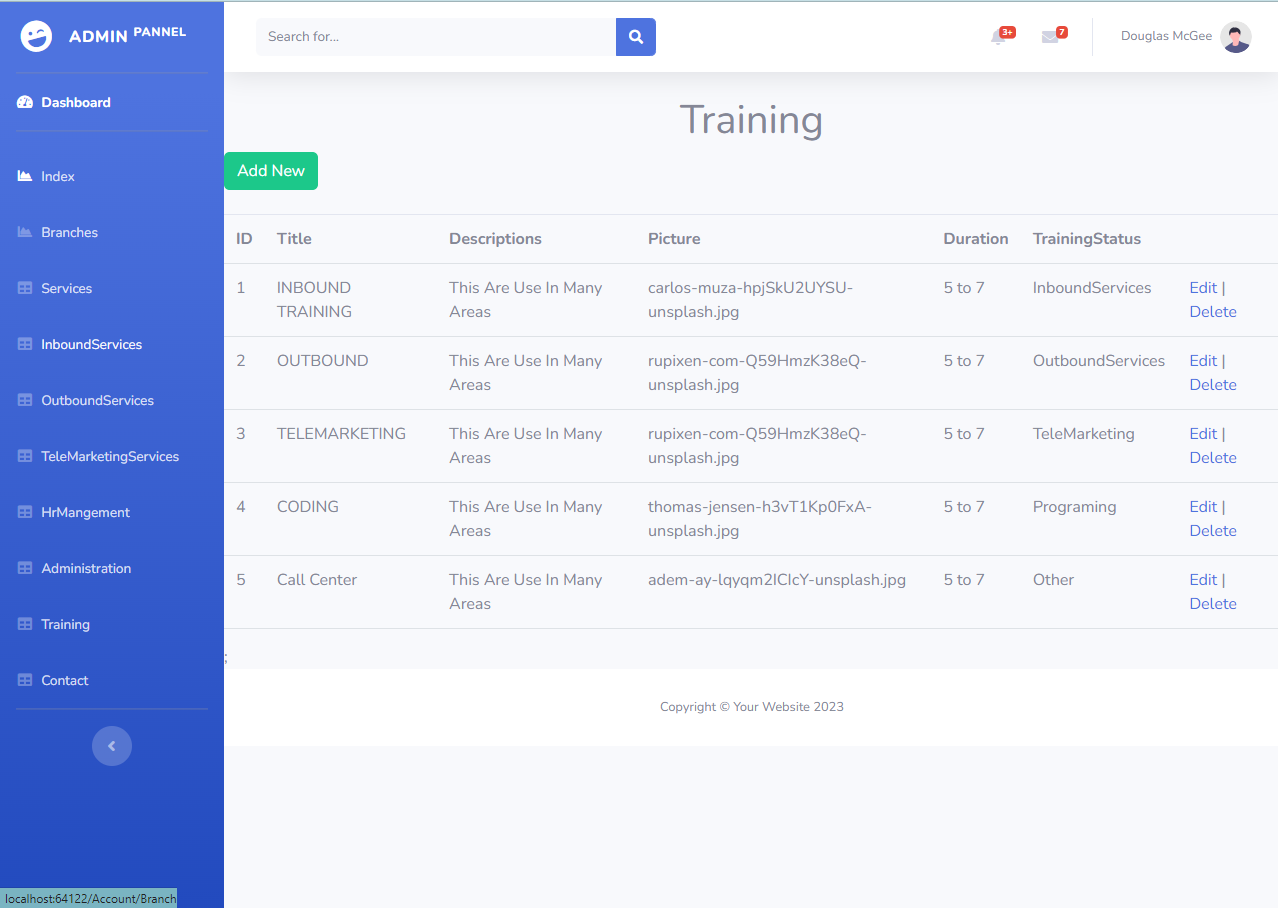 ADMIN PANNEL
Search for...
3+
7
Douglas McGee
Dashboard
Index
Branches
Services
InboundServices
OutboundServices
TeleMarketingServices
HrMangement
Administration
Training
Contact
Training
Add New
ID Title Descriptions Picture Duration TrainingStatus
1 INBOUND This Are Use In Many carlos-muza-hpjSkU2UYSU- 5 to 7 InboundServices Edit |
TRAINING Areas unsplash.jpg Delete
2 OUTBOUND This Are Use In Many rupixen-com-Q59HmzK38eQ- 5 to 7 OutboundServices Edit |
Areas unsplash.jpg Delete
3 TELEMARKETING This Are Use In Many rupixen-com-Q59HmzK38eQ- 5 to 7 TeleMarketing Edit |
Areas unsplash.jpg Delete
4 CODING This Are Use In Many thomas-jensen-h3vT1Kp0FxA- 5 to 7 Programing Edit |
Areas unsplash.jpg Delete
5 Call Center This Are Use In Many adem-ay-lqyqm2ICIcY-unsplash.jpg 5 to 7 Other Edit |
Areas Delete
;
Copyright © Your Website 2023
localhost:64122/Account/Branch